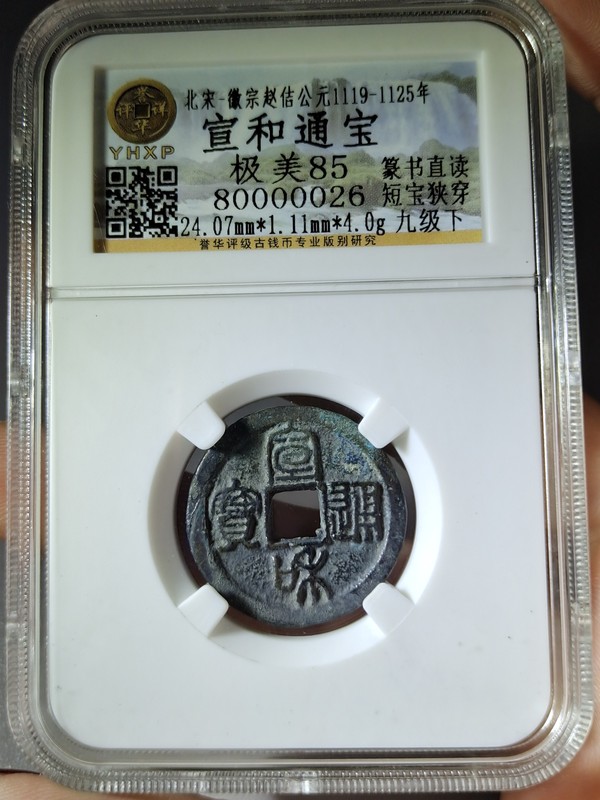 北宋-徽宗赵佶公元1119-1125年
宣和通宝
YHXP
极美85 篆书直读
80000026 短宝狭穿
24.07mm*1.11mm*4.0g 九级下
誉华评级古钱币专业版别研究
宣和通寳